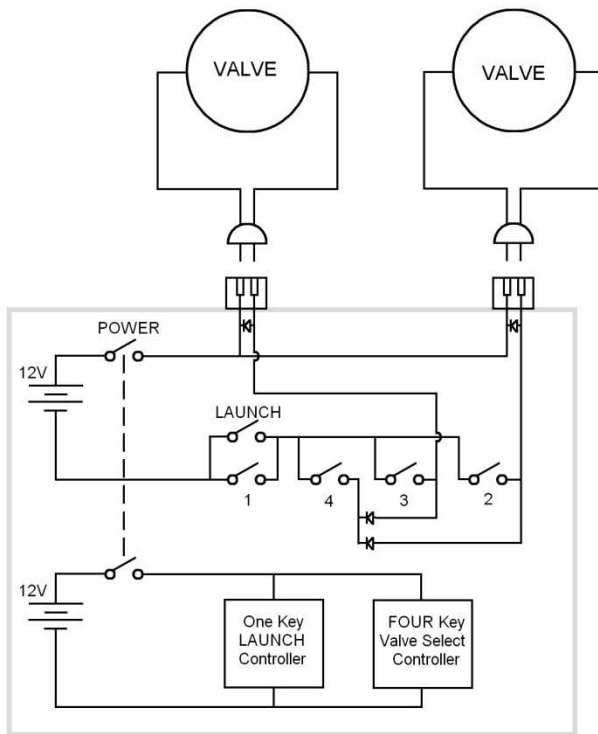 VALVE
VALVE
POWER
12V
LAUNCH
1
4
3
2
12V
One Key
LAUNCH
Controller
FOUR Key
Valve Select
Controller